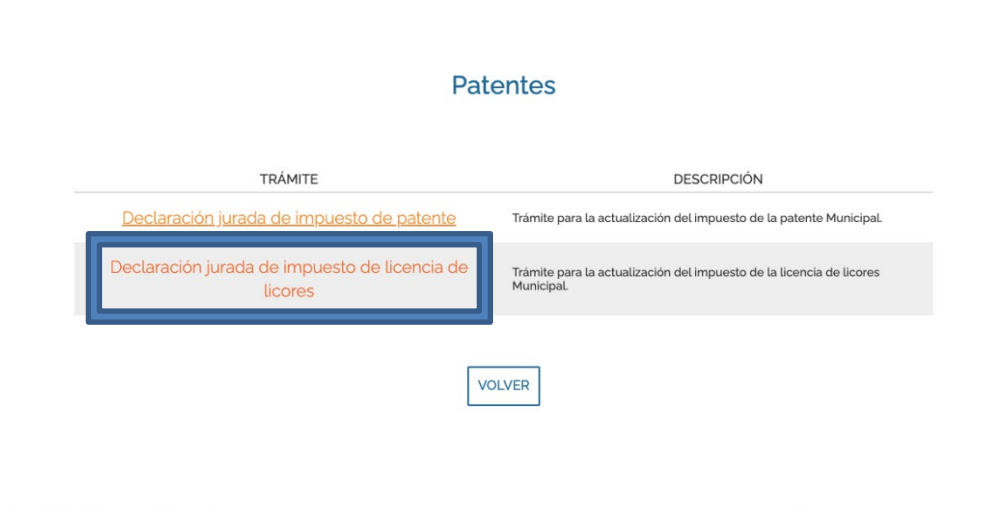 Patentes
TRÁMITE DESCRIPCIÓN
Declaración jurada de impuesto de patente Trámite para la actualización del impuesto de la patente Municipal.
Declaración jurada de impuesto de licencia de
licores
Trámite para la actualización del impuesto de la licencia de licores
Municipal.
VOLVER